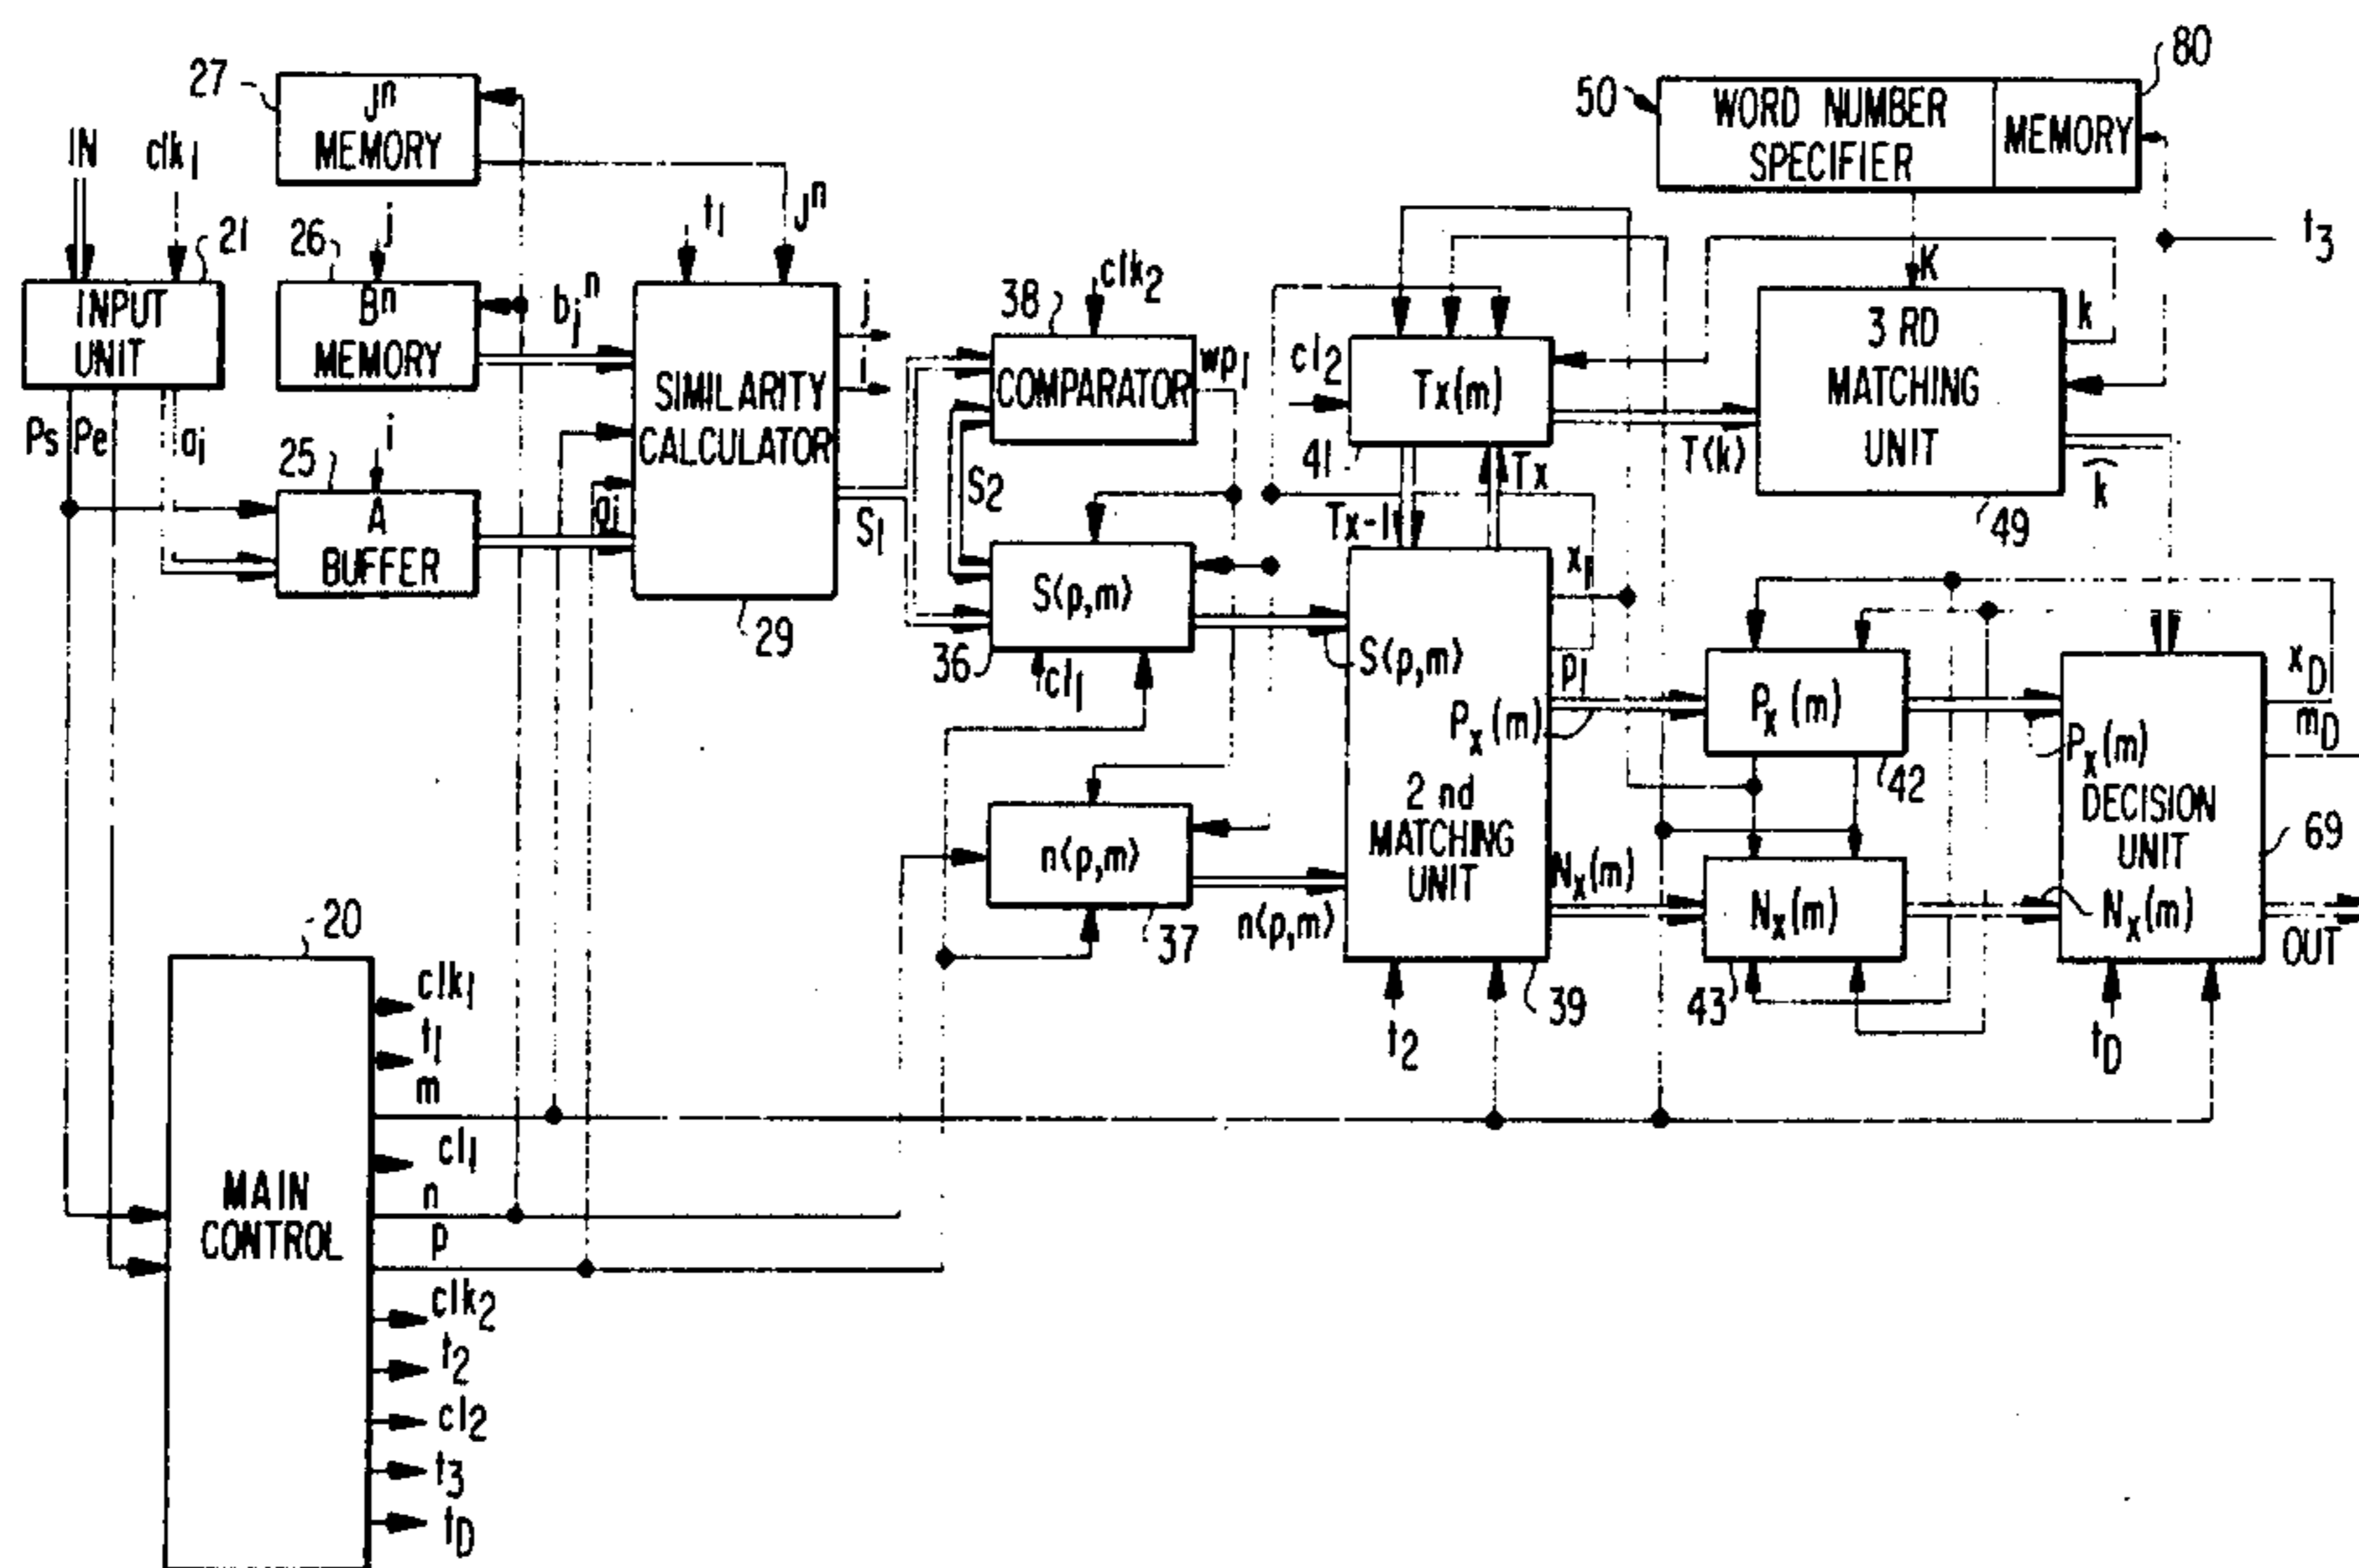 27
J^n
MEMORY
IN
clk1
21
INPUT
UNIT
Ps
Pe
ai
26
j
B^n
MEMORY
bj^n
25
i
A
BUFFER
ai
t1
J^n
SIMILARITY
CALCULATOR
29
j
i
S1
S2
38
clk2
COMPARATOR
wp1
S(p,m)
36
cl1
n(p,m)
37
cl2
Tx(m)
41
Tx-1
Tx
T(k)
50
WORD NUMBER
SPECIFIER
MEMORY
80
t3
K
3 RD
MATCHING
UNIT
k
k̂
49
x1
p1
S(p,m)
Px(m)
2 nd
MATCHING
UNIT
Nx(m)
n(p,m)
t2
39
Px(m)
42
Nx(m)
43
Px(m)
DECISION
UNIT
Nx(m)
xD
mD
69
OUT
tD
20
MAIN
CONTROL
clk1
t1
m
cl1
n
p
clk2
t2
cl2
t3
tD